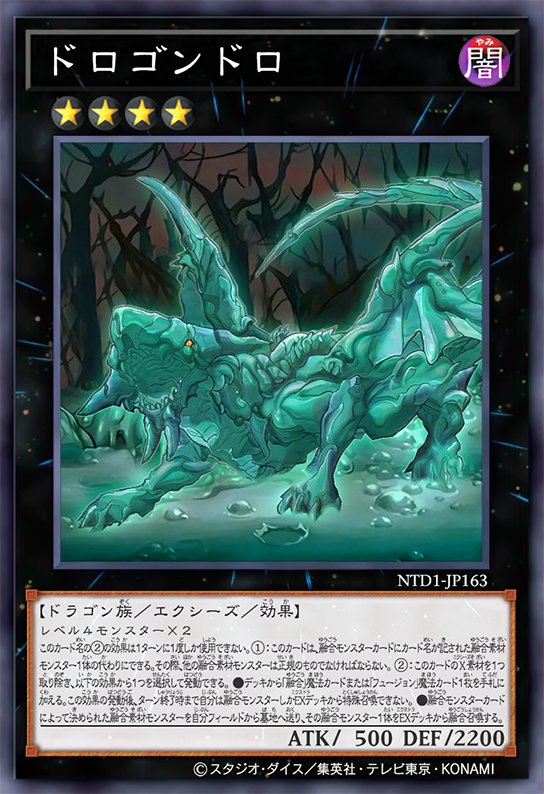 ドロゴンドロ
闇
NTD1-JP163
【ドラゴン族／エクシーズ／効果】
レベル４モンスター×２
このカード名の②の効果は1ターンに1度しか使用できない。①：このカードは、融合モンスターカードにカード名が記された融合素材
モンスター1体の代わりにできる。その際、他の融合素材モンスターは正規のものでなければならない。②：このカードのX素材を1つ
取り除き、以下の効果から1つを選択して発動できる。●デッキから「融合」魔法カードまたは「フュージョン」魔法カード1枚を手札に
加える。この効果の発動後、ターン終了時まで自分は融合モンスターしかEXデッキから特殊召喚できない。●融合モンスターカード
によって決められた融合素材モンスターを自分フィールドから墓地へ送り、その融合モンスター1体をEXデッキから融合召喚する。
ATK/ 500 DEF/2200
©スタジオ・ダイス／集英社・テレビ東京・KONAMI